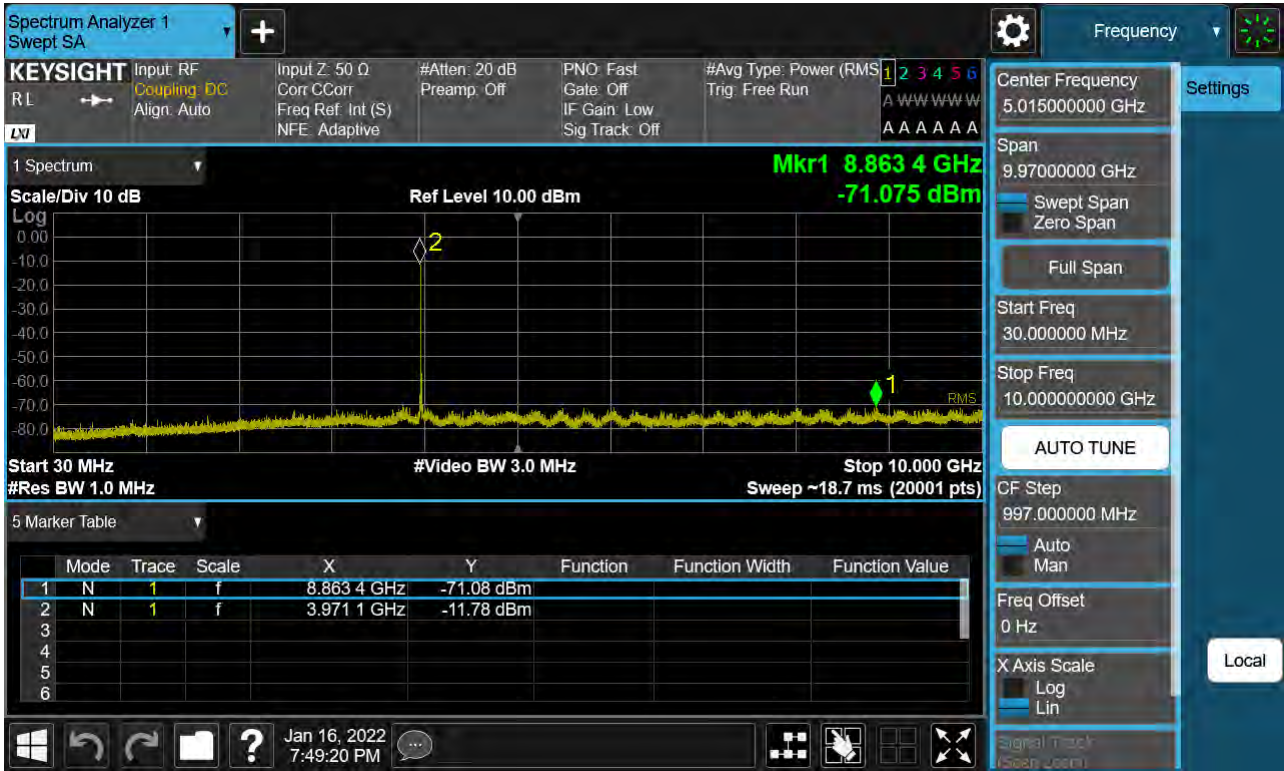 Spectrum Analyzer 1
Swept SA
Frequency
KEYSIGHT
RL
LXI
Input: RF
Coupling: DC
Align: Auto
Input Z: 50 Ω
Corr CCorr
Freq Ref: Int (S)
NFE: Adaptive
#Atten: 20 dB
Preamp: Off
PNO: Fast
Gate: Off
IF Gain: Low
Sig Track: Off
#Avg Type: Power (RMS
Trig: Free Run
1 2 3 4 5 6
A W W W W W
A A A A A A
1 Spectrum
Scale/Div 10 dB
Ref Level 10.00 dBm
Mkr1 8.863 4 GHz
-71.075 dBm
Log
0.00
-10.0
-20.0
-30.0
-40.0
-50.0
-60.0
-70.0
-80.0
2
1
RMS
Start 30 MHz
#Video BW 3.0 MHz
Stop 10.000 GHz
#Res BW 1.0 MHz
Sweep ~18.7 ms (20001 pts)
5 Marker Table
Mode Trace Scale X Y Function Function Width Function Value
1 N 1 f 8.863 4 GHz -71.08 dBm
2 N 1 f 3.971 1 GHz -11.78 dBm
3
4
5
6
Jan 16, 2022
7:49:20 PM
Center Frequency
5.015000000 GHz
Span
9.97000000 GHz
Swept Span
Zero Span
Full Span
Start Freq
30.000000 MHz
Stop Freq
10.000000000 GHz
AUTO TUNE
CF Step
997.000000 MHz
Auto
Man
Freq Offset
0 Hz
X Axis Scale
Log
Lin
Signal Track
(Span Zoom)
Settings
Local